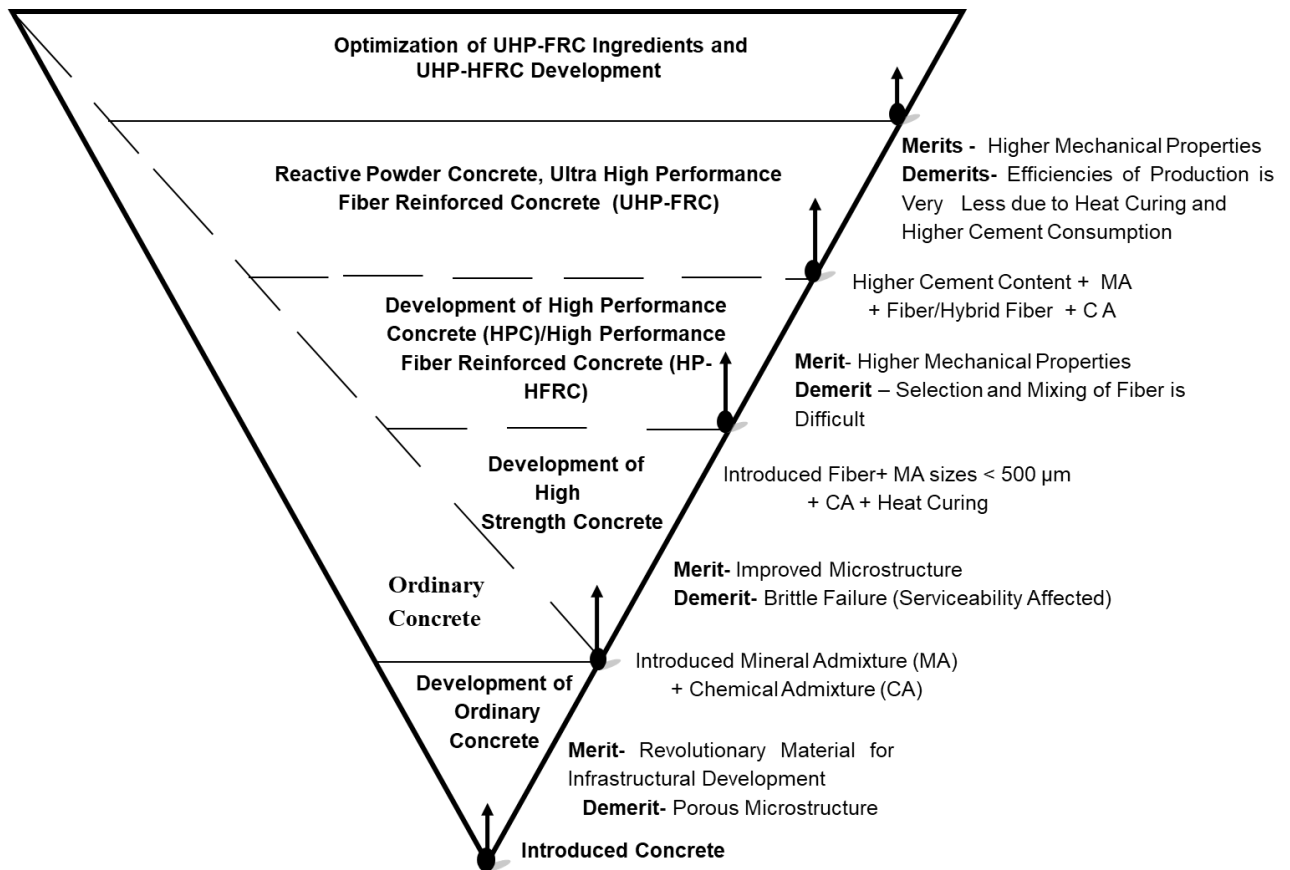 Optimization of UHP-FRC Ingredients and
UHP-HFRC Development
Merits - Higher Mechanical Properties
Demerits- Efficiencies of Production is
Very Less due to Heat Curing and
Higher Cement Consumption
Reactive Powder Concrete, Ultra High Performance
Fiber Reinforced Concrete (UHP-FRC)
Higher Cement Content + MA
+ Fiber/Hybrid Fiber + C A
Development of High Performance
Concrete (HPC)/High Performance
Fiber Reinforced Concrete (HP-
HFRC)
Merit- Higher Mechanical Properties
Demerit – Selection and Mixing of Fiber is
Difficult
Development of
High
Strength Concrete
Introduced Fiber+ MA sizes < 500 µm
+ CA + Heat Curing
Merit- Improved Microstructure
Demerit- Brittle Failure (Serviceability Affected)
Ordinary
Concrete
Introduced Mineral Admixture (MA)
+ Chemical Admixture (CA)
Development of
Ordinary
Concrete
Merit- Revolutionary Material for
Infrastructural Development
Demerit- Porous Microstructure
Introduced Concrete